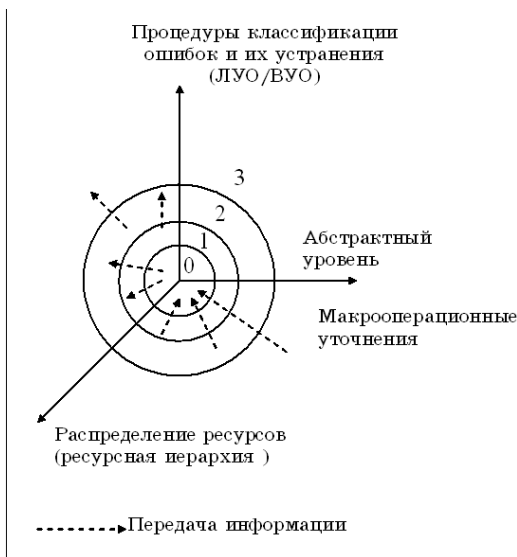 Процедуры классификации
ошибок и их устранения
(ЛУО/ВУО)
3
2
1
0
Абстрактный
уровень
Макрооперационные
уточнения
Распределение ресурсов
(ресурсная иерархия )
Передача информации